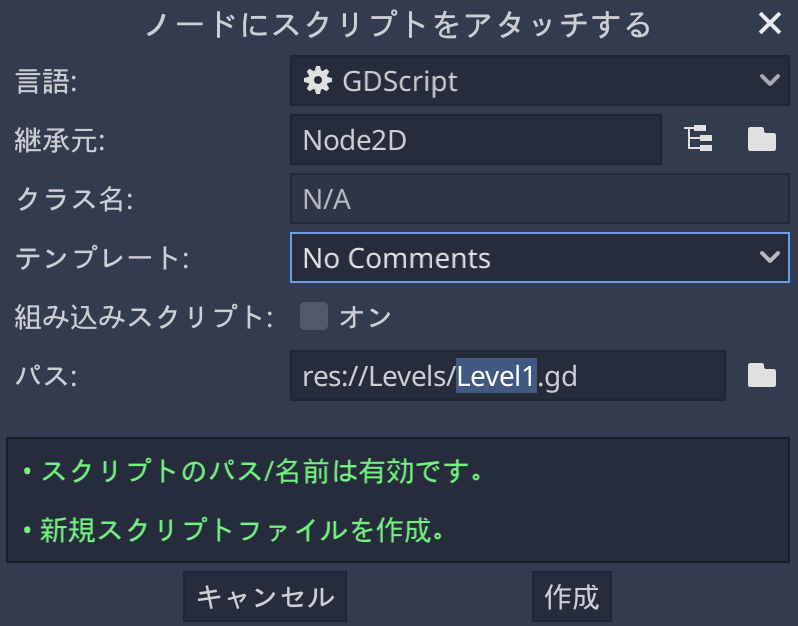 ノードにスクリプトをアタッチする
言語: GDScript
継承元: Node2D
クラス名: N/A
テンプレート: No Comments
組み込みスクリプト: オン
パス: res://Levels/Level1.gd
• スクリプトのパス/名前は有効です。
• 新規スクリプトファイルを作成。
キャンセル 作成